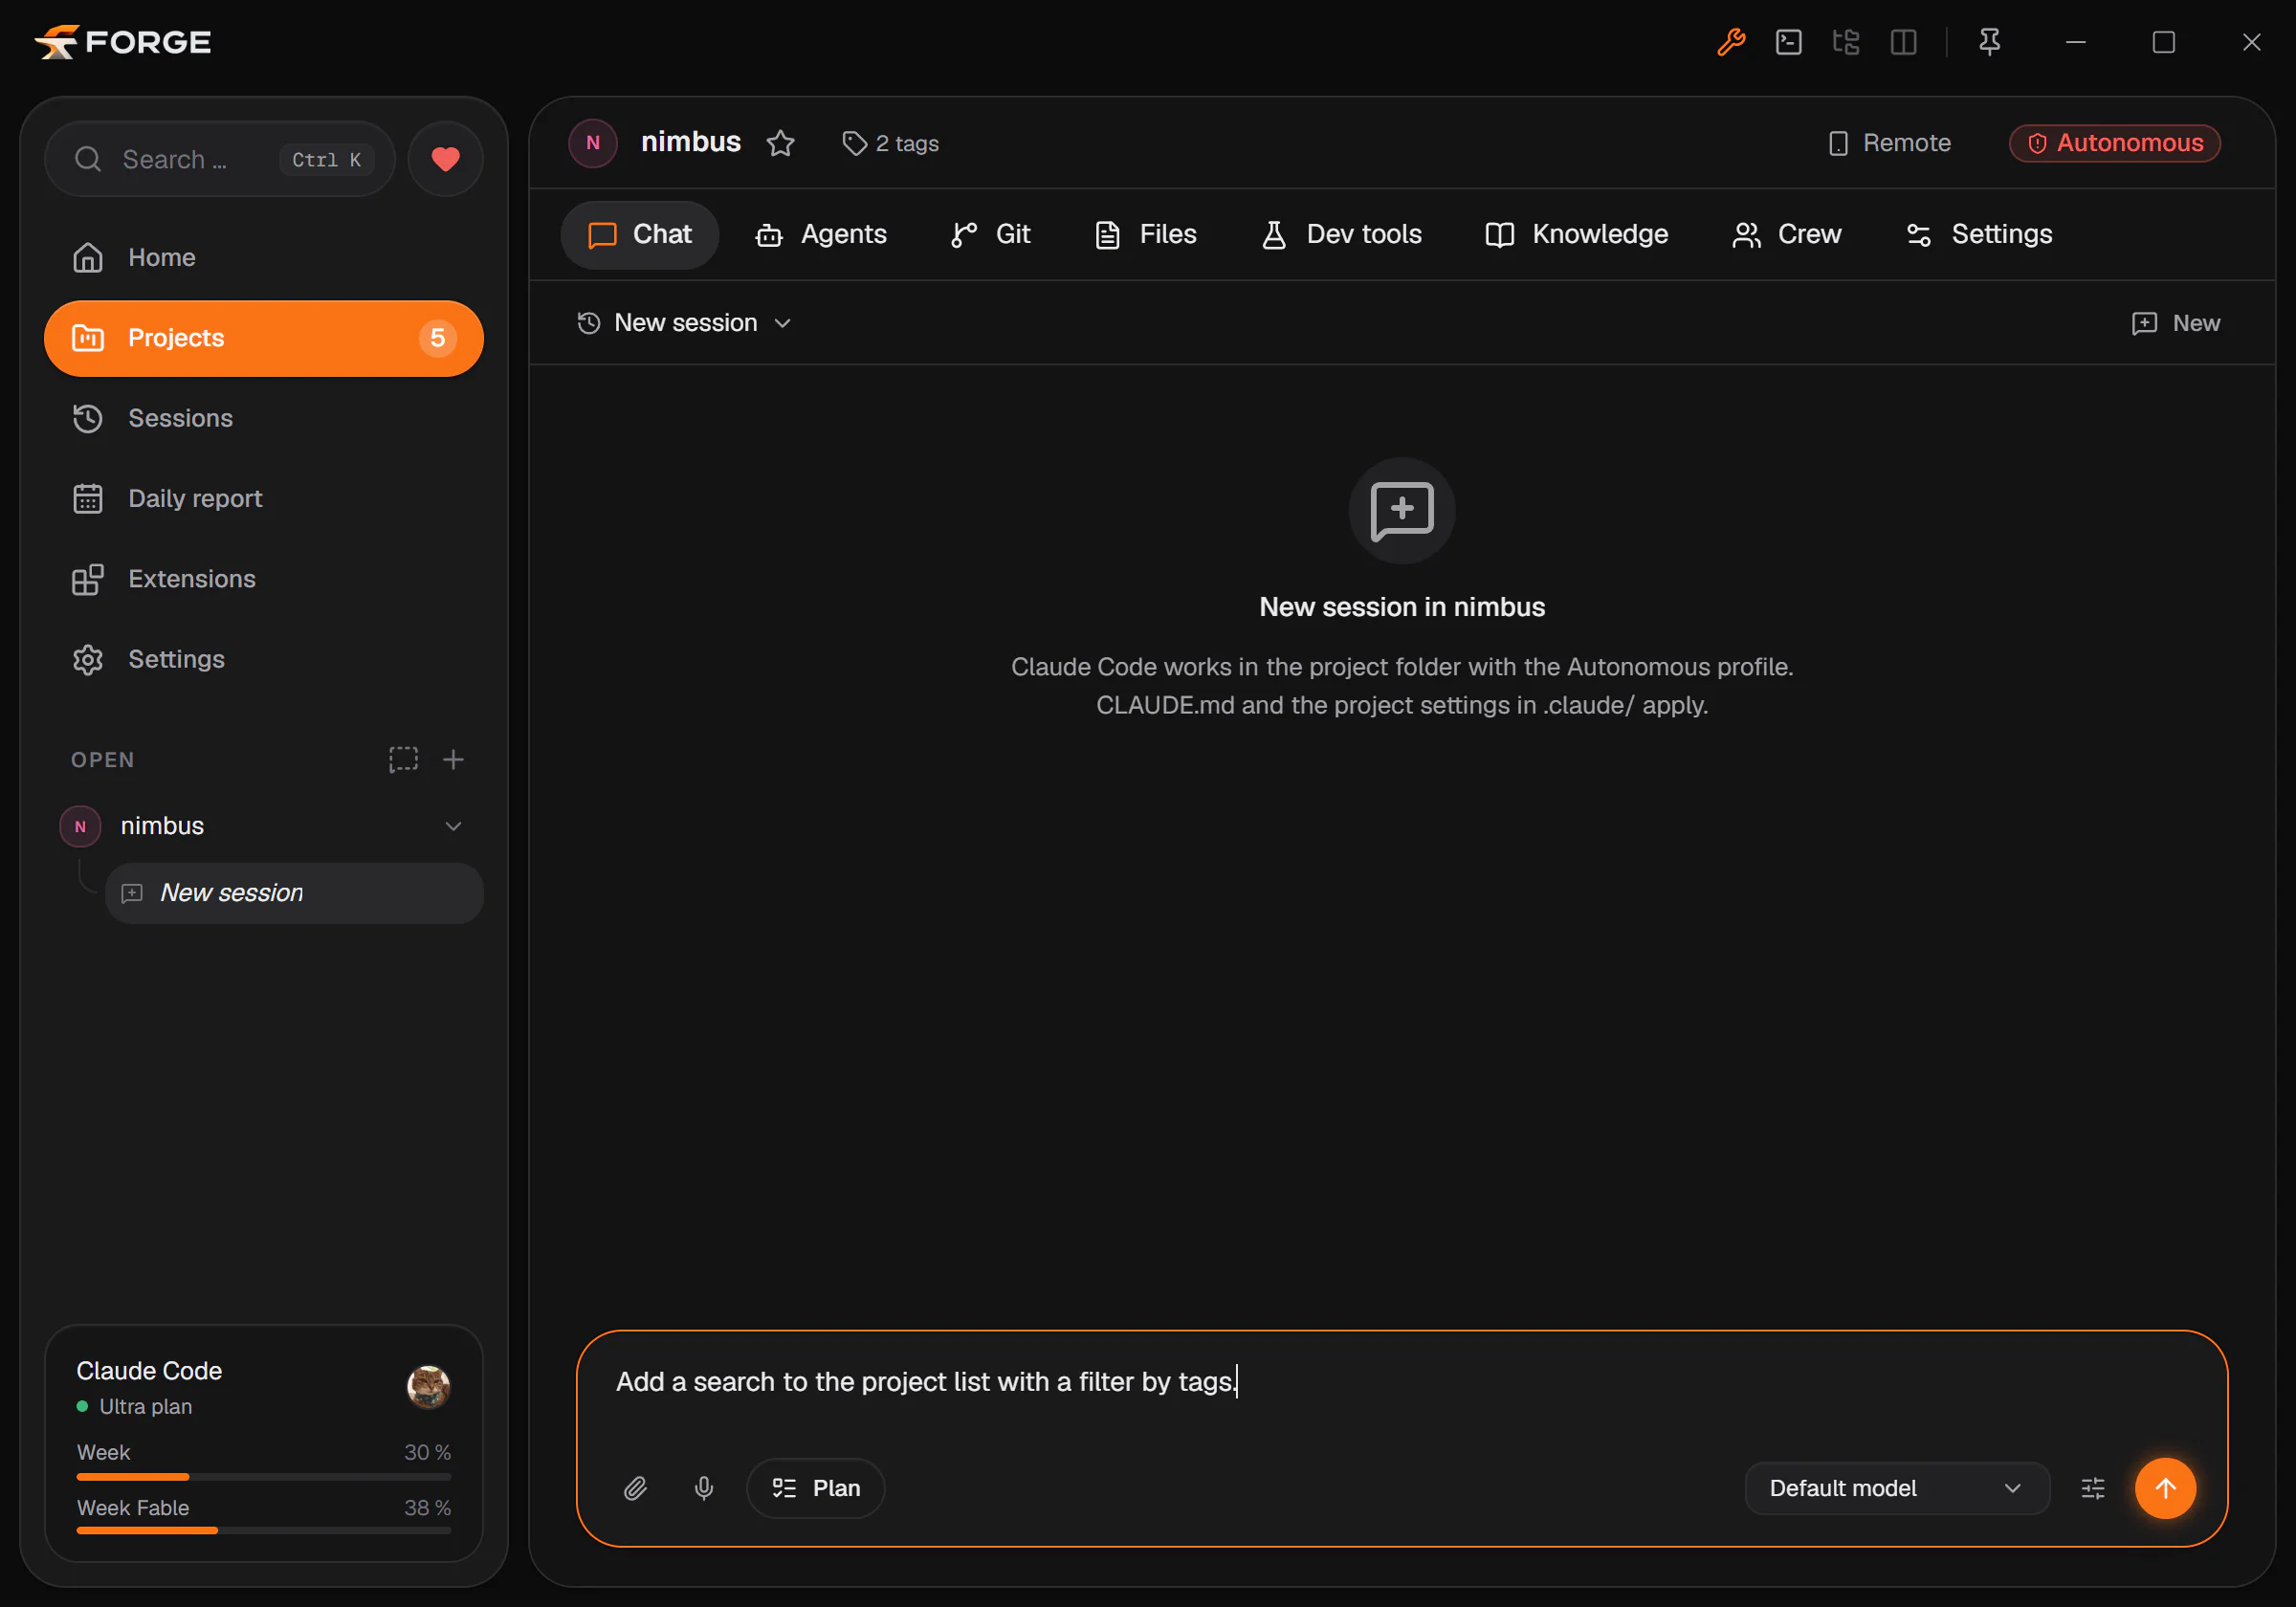 FORGE
Search ... Ctrl K
Home
Projects 5
Sessions
Daily report
Extensions
Settings
OPEN
N nimbus
New session
Claude Code
Ultra plan
Week 30 %
Week Fable 38 %
N nimbus 2 tags Remote Autonomous
Chat Agents Git Files Dev tools Knowledge Crew Settings
New session New
New session in nimbus
Claude Code works in the project folder with the Autonomous profile.
CLAUDE.md and the project settings in .claude/ apply.
Add a search to the project list with a filter by tags.
Plan Default model